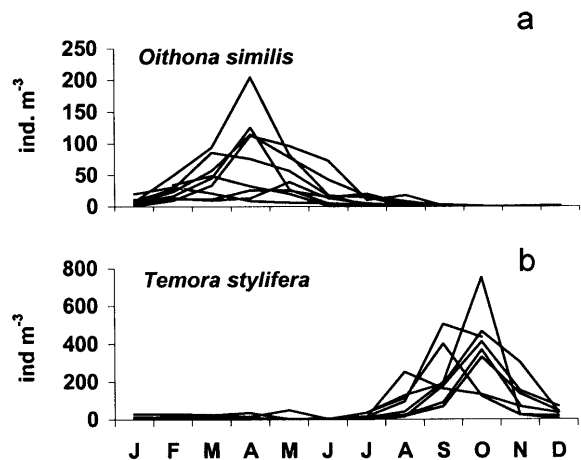 a
250
Oithona similis
200
150
100
50
0
ind. m-3
b
800
Temora stylifera
600
400
200
0
ind m-3
J F M A M J J A S O N D